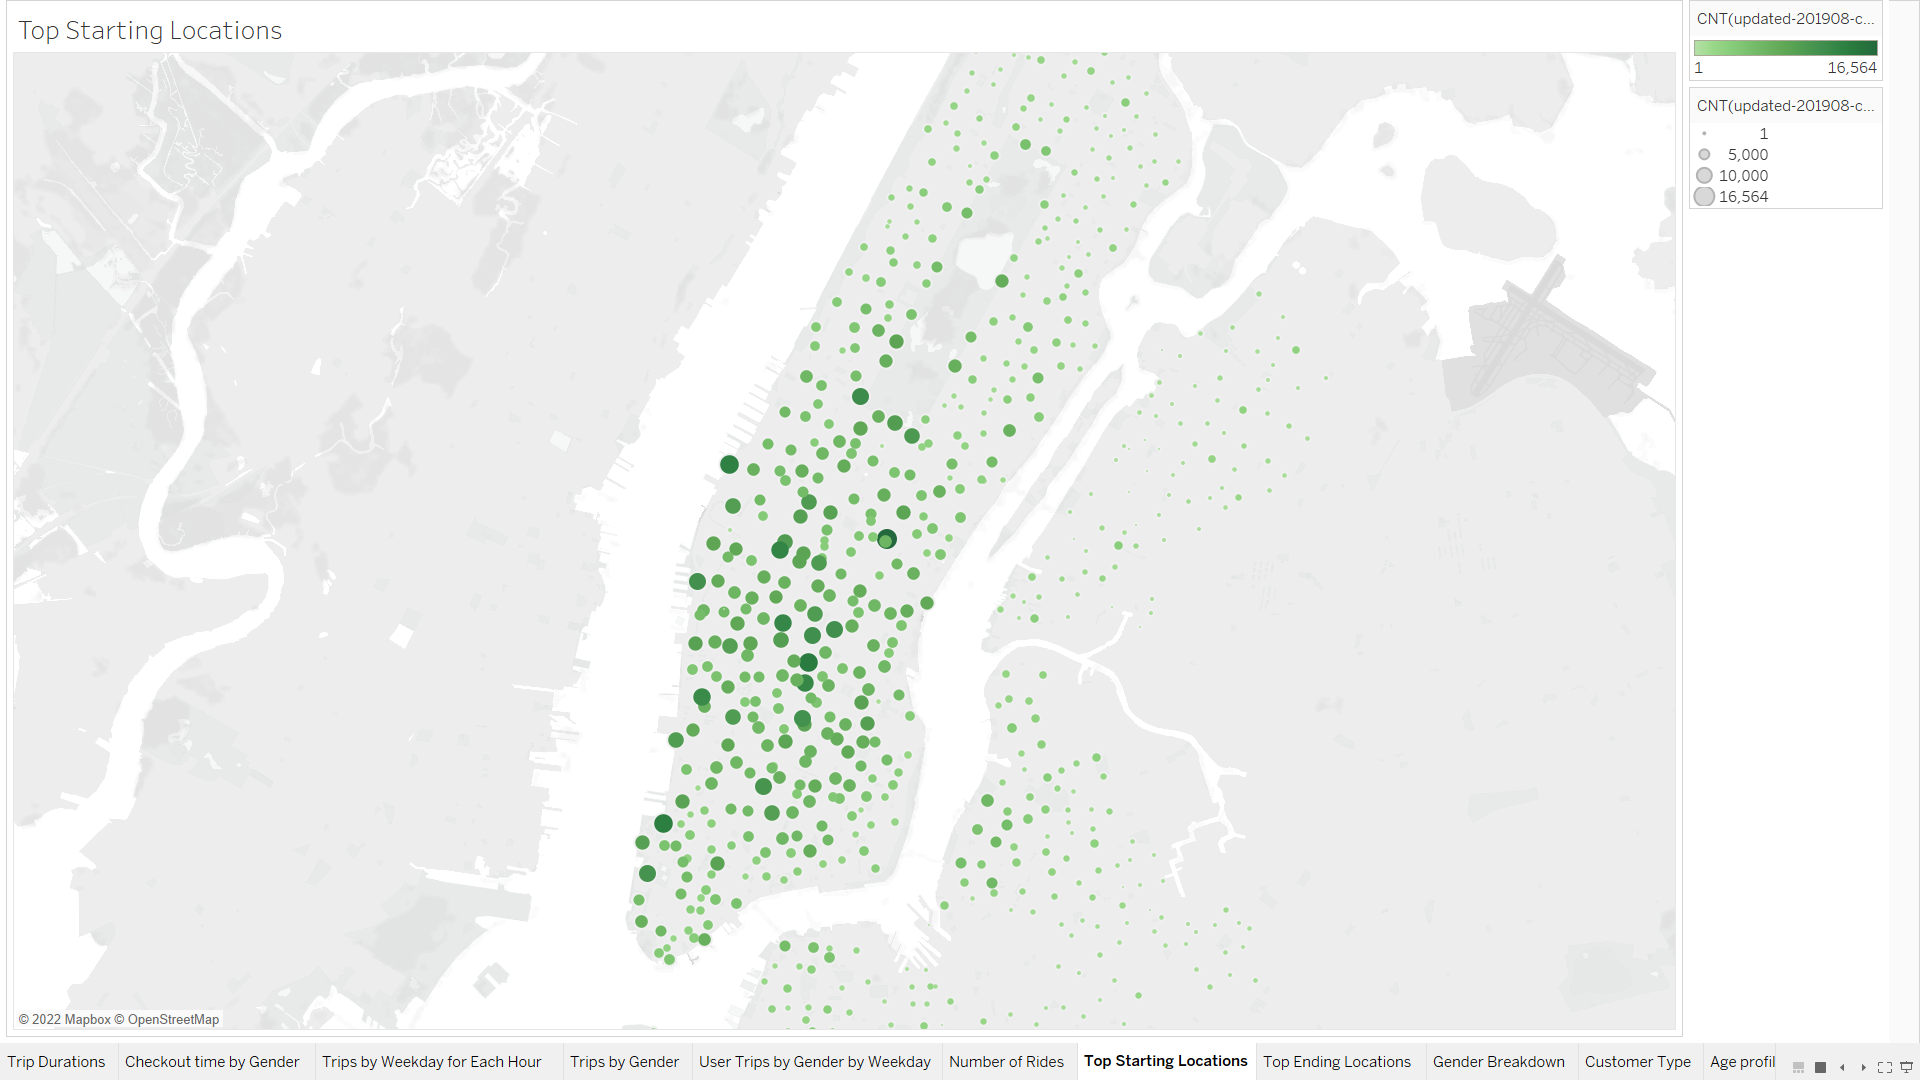 Top Starting Locations
CNT(updated-201908-c...
1 16,564
CNT(updated-201908-c...
1
5,000
10,000
16,564
© 2022 Mapbox © OpenStreetMap
Trip Durations Checkout time by Gender Trips by Weekday for Each Hour Trips by Gender User Trips by Gender by Weekday Number of Rides Top Starting Locations Top Ending Locations Gender Breakdown Customer Type Age profil